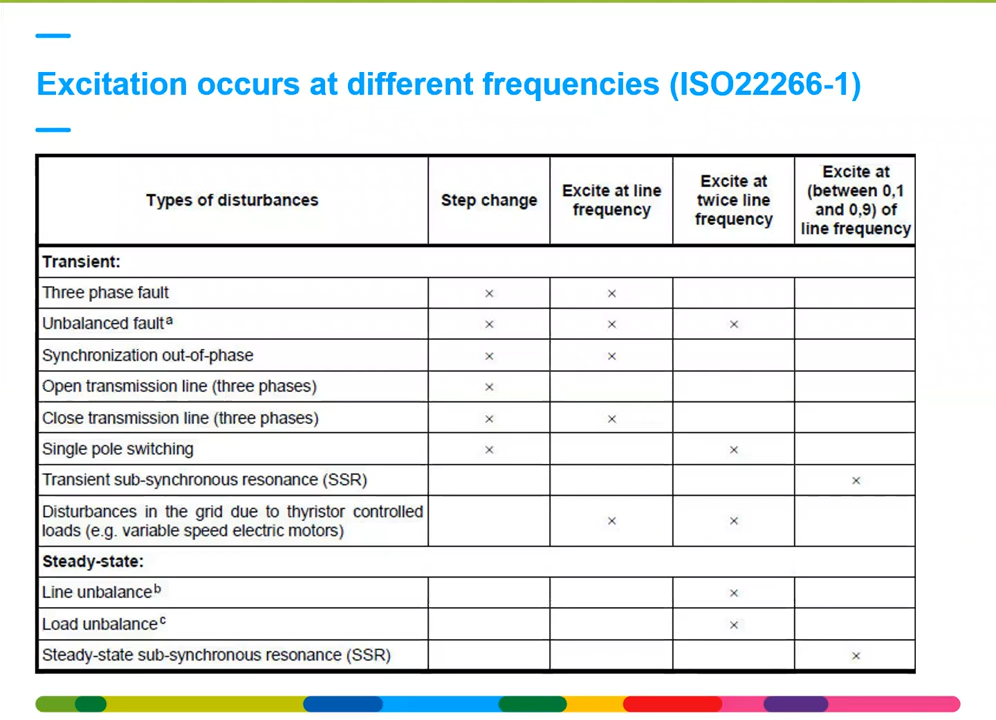 Excitation occurs at different frequencies (ISO22266-1)
Types of disturbances
Step change
Excite at line
frequency
Excite at
twice line
frequency
Excite at
(between 0,1
and 0,9) of
line frequency
Transient:
Three phase fault × ×
Unbalanced faultᵃ × × ×
Synchronization out-of-phase × ×
Open transmission line (three phases) ×
Close transmission line (three phases) × ×
Single pole switching × ×
Transient sub-synchronous resonance (SSR) ×
Disturbances in the grid due to thyristor controlled
loads (e.g. variable speed electric motors) × ×
Steady-state:
Line unbalanceᵇ ×
Load unbalanceᶜ ×
Steady-state sub-synchronous resonance (SSR) ×